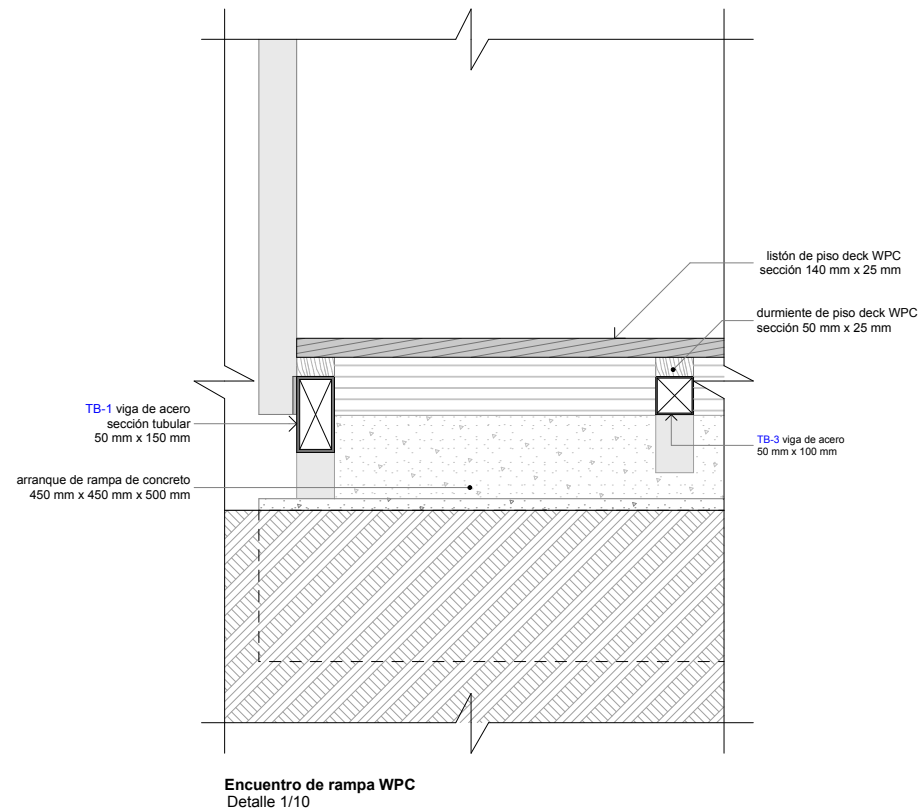 listón de piso deck WPC
sección 140 mm x 25 mm
durmiente de piso deck WPC
sección 50 mm x 25 mm
TB-1 viga de acero
sección tubular
50 mm x 150 mm
TB-3 viga de acero
50 mm x 100 mm
arranque de rampa de concreto
450 mm x 450 mm x 500 mm
Encuentro de rampa WPC
Detalle 1/10